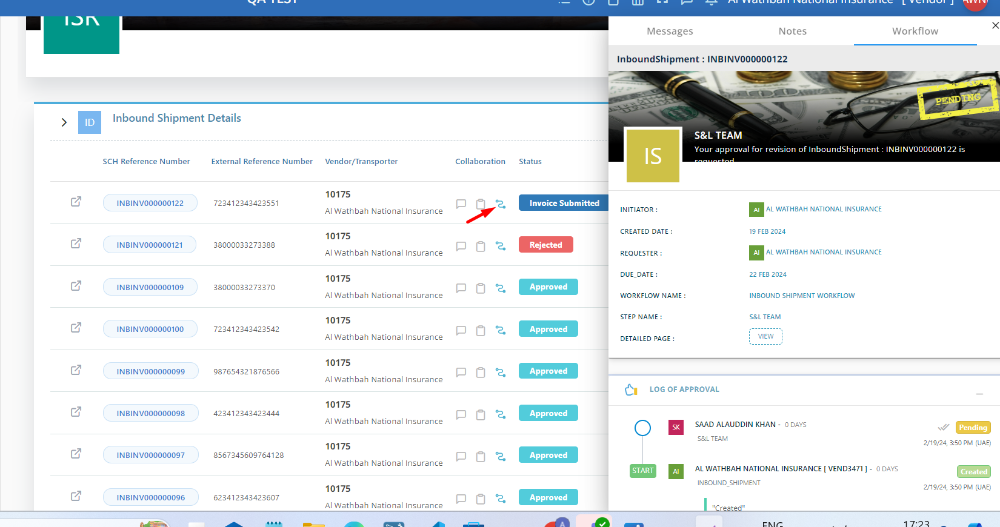 QA TEST
Al Wathbah National Insurance [ Vendor ]
AWNI
ISR
Messages
Notes
Workflow
InboundShipment : INBINV000000122
PENDING
S&L TEAM
IS
Your approval for revision of InboundShipment : INBINV000000122 is
requested
ID
Inbound Shipment Details
SCH Reference Number
External Reference Number
Vendor/Transporter
Collaboration
Status
INBINV000000122
723412343423551
10175
Al Wathbah National Insurance
Invoice Submitted
INBINV000000121
38000033273388
10175
Al Wathbah National Insurance
Rejected
INBINV000000109
38000033273370
10175
Al Wathbah National Insurance
Approved
INBINV000000100
723412343423542
10175
Al Wathbah National Insurance
Approved
INBINV000000099
987654321876566
10175
Al Wathbah National Insurance
Approved
INBINV000000098
423412343423444
10175
Al Wathbah National Insurance
Approved
INBINV000000097
8567345609764128
10175
Al Wathbah National Insurance
Approved
INBINV000000096
623412343423607
10175
Al Wathbah National Insurance
Approved
INITIATOR :
AI
AL WATHBAH NATIONAL INSURANCE
CREATED DATE :
19 FEB 2024
REQUESTER :
AI
AL WATHBAH NATIONAL INSURANCE
DUE_DATE :
22 FEB 2024
WORKFLOW NAME :
INBOUND SHIPMENT WORKFLOW
STEP NAME :
S&L TEAM
DETAILED PAGE :
VIEW
LOG OF APPROVAL
SK
SAAD ALAUDDIN KHAN - 0 DAYS
S&L TEAM
Pending
2/19/24, 3:50 PM (UAE)
START
AI
AL WATHBAH NATIONAL INSURANCE [ VEND3471 ] - 0 DAYS
INBOUND_SHIPMENT
Created
2/19/24, 3:50 PM (UAE)
"Created"
A
ENG
17:23